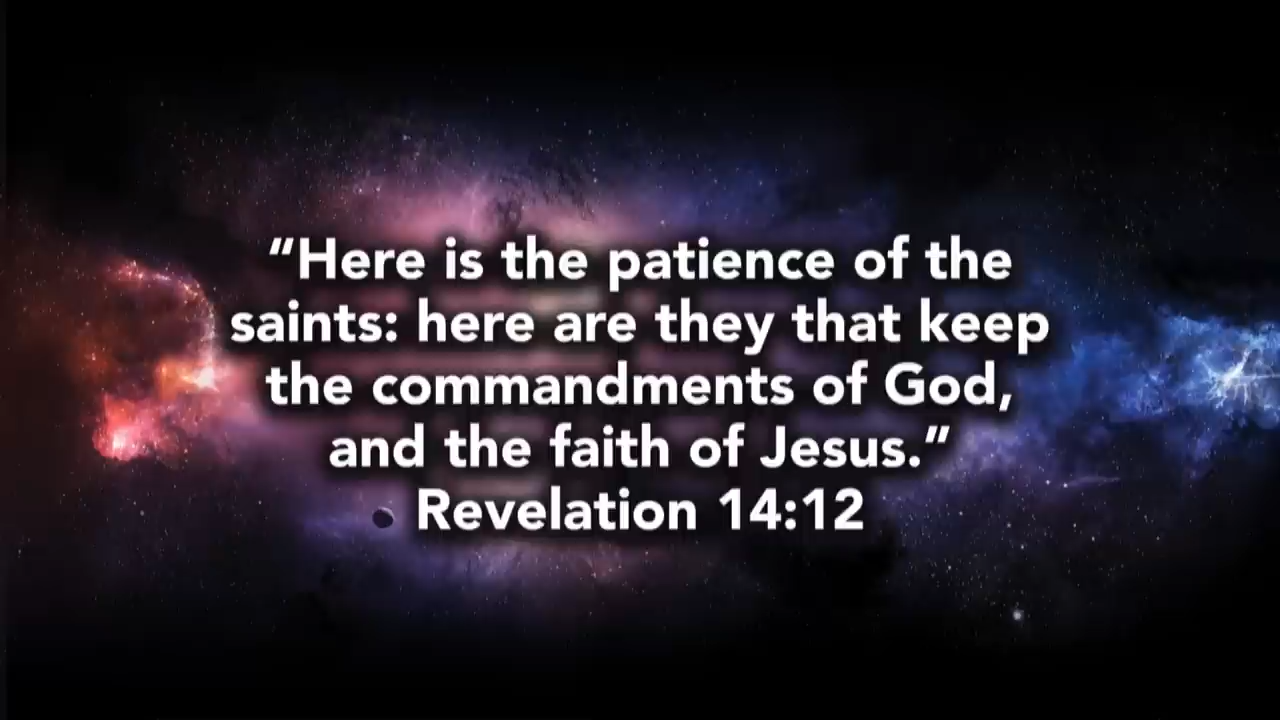 “Here is the patience of the
saints: here are they that keep
the commandments of God,
and the faith of Jesus.”
Revelation 14:12